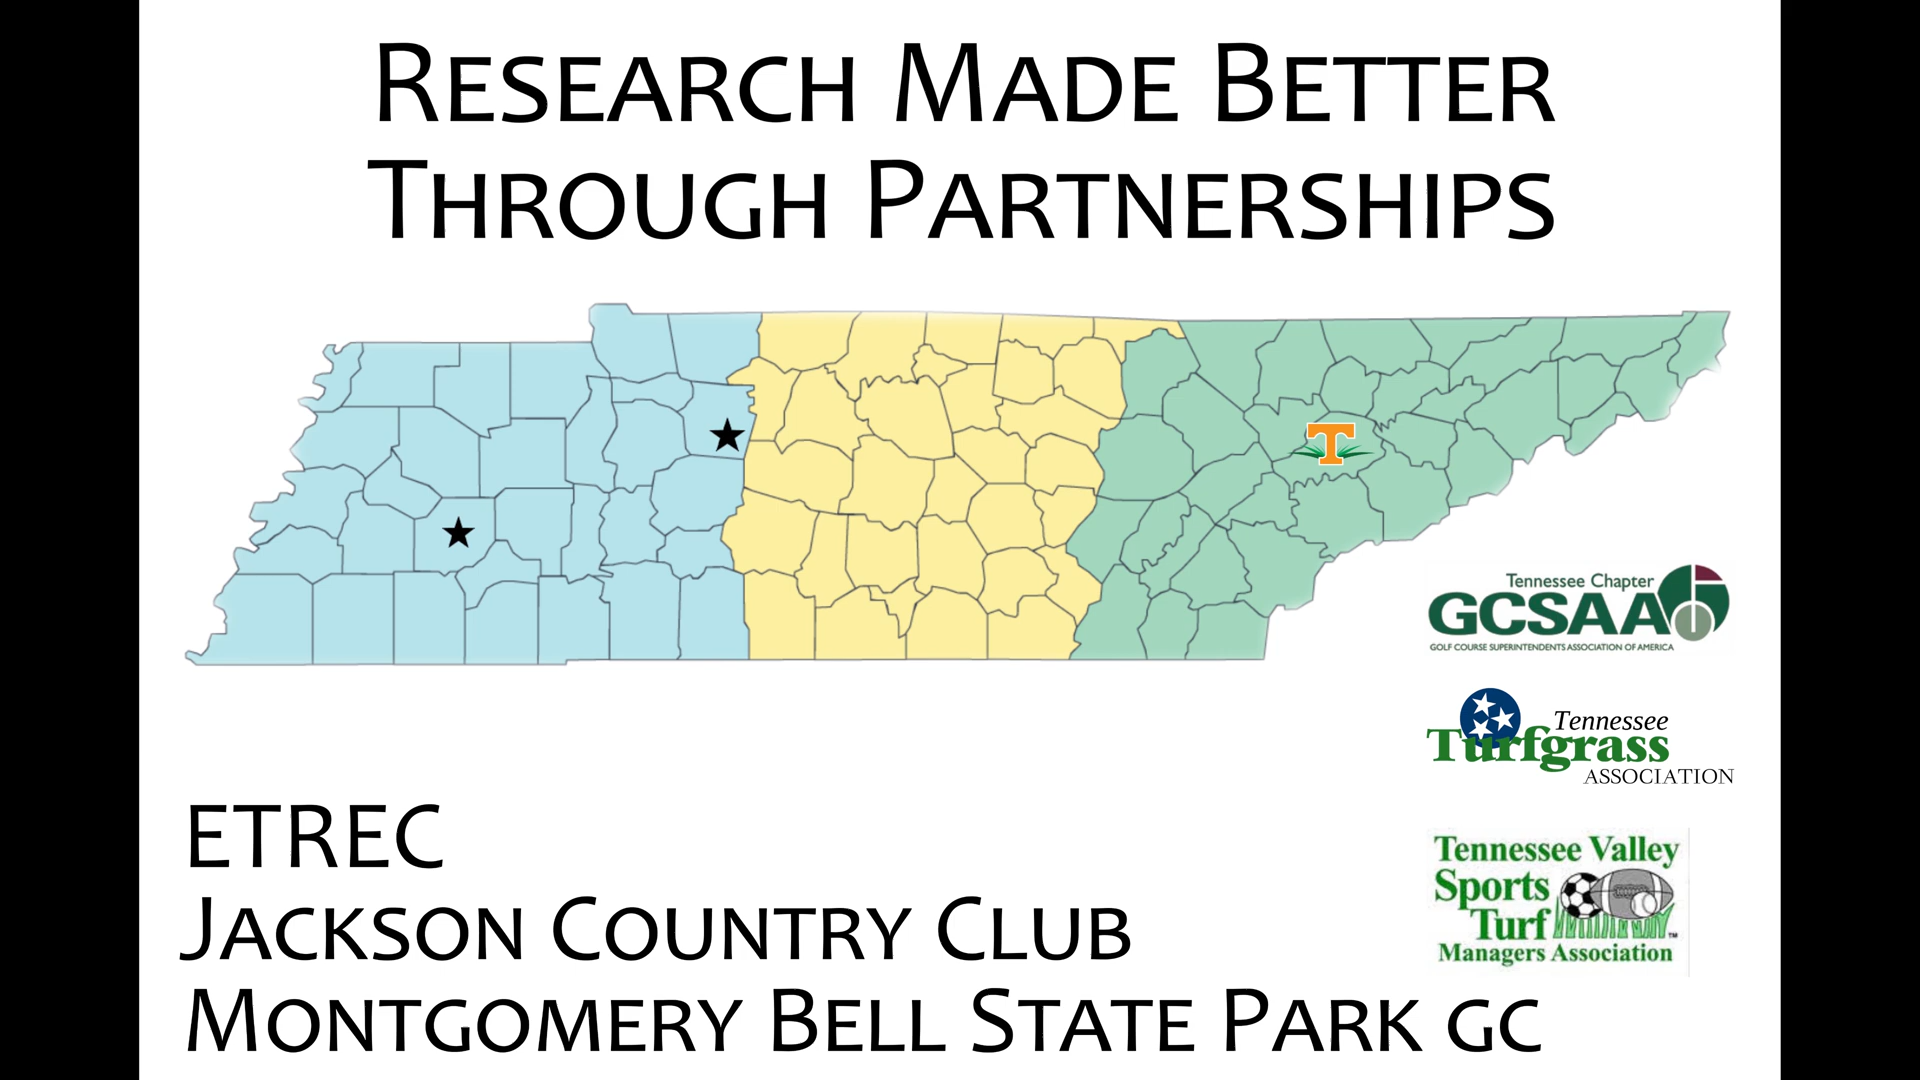 RESEARCH MADE BETTER
THROUGH PARTNERSHIPS
T
Tennessee Chapter
GCSAA
GOLF COURSE SUPERINTENDENTS ASSOCIATION OF AMERICA
Tennessee
Turfgrass
ASSOCIATION
Tennessee Valley
Sports
Turf
TM
Managers Association
ETREC
JACKSON COUNTRY CLUB
MONTGOMERY BELL STATE PARK GC